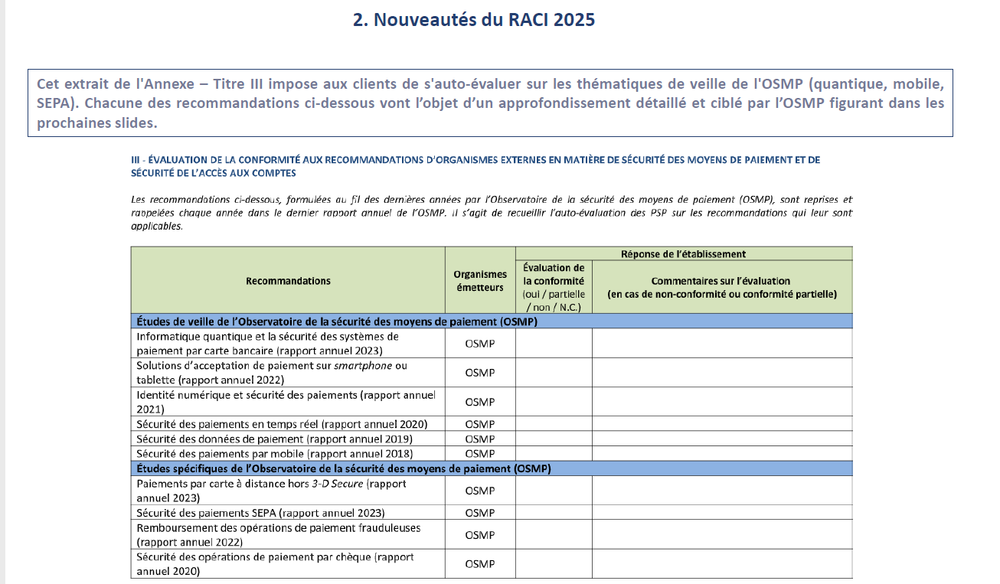 2. Nouveautés du RACI 2025
Cet extrait de l'Annexe – Titre III impose aux clients de s'auto-évaluer sur les thématiques de veille de l'OSMP (quantique, mobile,
SEPA). Chacune des recommandations ci-dessous vont l’objet d’un approfondissement détaillé et ciblé par l’OSMP figurant dans les
prochaines slides.
III - ÉVALUATION DE LA CONFORMITÉ AUX RECOMMANDATIONS D’ORGANISMES EXTERNES EN MATIÈRE DE SÉCURITÉ DES MOYENS DE PAIEMENT ET DE
SÉCURITÉ DE L’ACCÈS AUX COMPTES
Les recommandations ci-dessous, formulées au fil des dernières années par l’Observatoire de la sécurité des moyens de paiement (OSMP), sont reprises et
rappelées chaque année dans le dernier rapport annuel de l’OSMP. Il s’agit de recueillir l’auto-évaluation des PSP sur les recommandations qui leur sont
applicables.
Recommandations
Organismes
émetteurs
Réponse de l’établissement
Évaluation de
la conformité
(oui / partielle
/ non / N.C.)
Commentaires sur l’évaluation
(en cas de non-conformité ou conformité partielle)
Études de veille de l’Observatoire de la sécurité des moyens de paiement (OSMP)
Informatique quantique et la sécurité des systèmes de
paiement par carte bancaire (rapport annuel 2023)
OSMP
Solutions d’acceptation de paiement sur smartphone ou
tablette (rapport annuel 2022)
OSMP
Identité numérique et sécurité des paiements (rapport annuel
2021)
OSMP
Sécurité des paiements en temps réel (rapport annuel 2020)
OSMP
Sécurité des données de paiement (rapport annuel 2019)
OSMP
Sécurité des paiements par mobile (rapport annuel 2018)
OSMP
Études spécifiques de l’Observatoire de la sécurité des moyens de paiement (OSMP)
Paiements par carte à distance hors 3-D Secure (rapport
annuel 2023)
OSMP
Sécurité des paiements SEPA (rapport annuel 2023)
OSMP
Remboursement des opérations de paiement frauduleuses
(rapport annuel 2022)
OSMP
Sécurité des opérations de paiement par chèque (rapport
annuel 2020)
OSMP